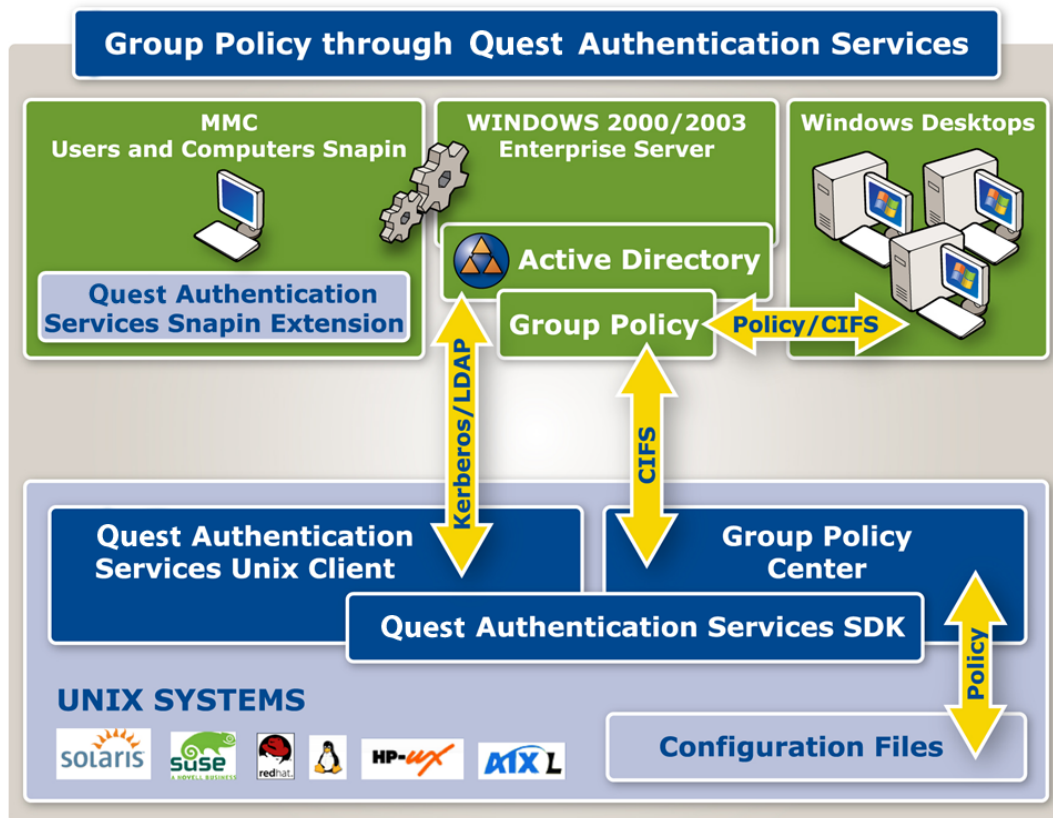 Group Policy through Quest Authentication Services
MMC
Users and Computers Snapin
WINDOWS 2000/2003
Enterprise Server
Windows Desktops
Active Directory
Quest Authentication
Services Snapin Extension
Group Policy
Policy/CIFS
Kerberos/LDAP
CIFS
Quest Authentication
Services Unix Client
Group Policy
Center
Quest Authentication Services SDK
Policy
UNIX SYSTEMS
solaris
suse
A NOVELL BUSINESS
redhat
HP-ux
AIX L
Configuration Files